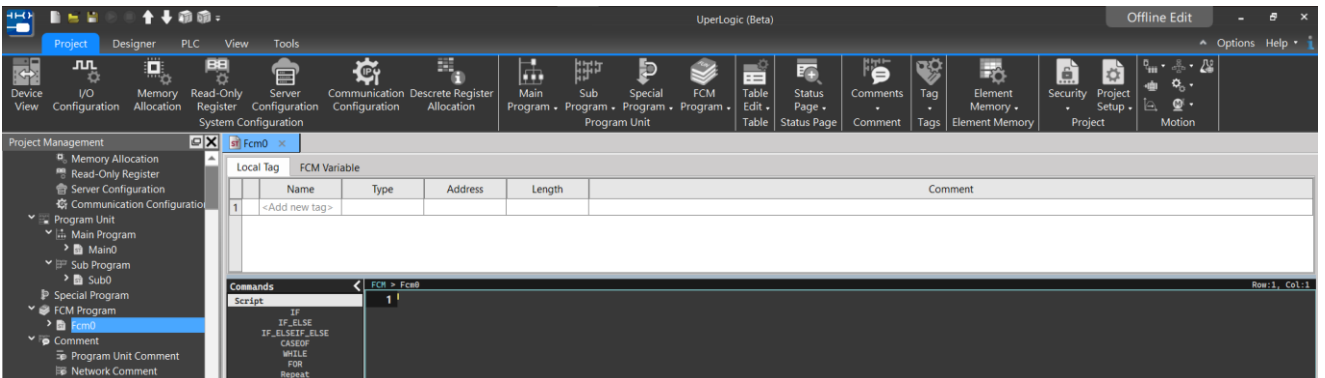 UperLogic (Beta)
Offline Edit
Project Designer PLC View Tools
Options Help
Device View
I/O Configuration
Memory Allocation
Read-Only Register
Server Configuration
Communication Configuration
Descrete Register Allocation
System Configuration
Main Program
Sub Program
Special Program
FCM Program
Program Unit
Table Edit
Table
Status Page
Status Page
Comments
Comment
Tag
Tags
Element Memory
Element Memory
Security
Project Setup
Project
Motion
Project Management
Memory Allocation
Read-Only Register
Server Configuration
Communication Configuratio
Program Unit
Main Program
Main0
Sub Program
Sub0
Special Program
FCM Program
Fcm0
Comment
Program Unit Comment
Network Comment
ST Fcm0
Local Tag FCM Variable
Name Type Address Length Comment
1 <Add new tag>
Commands
Script
IF
IF_ELSE
IF_ELSEIF_ELSE
CASEOF
WHILE
FOR
Repeat
FCM > Fcm0
Row:1, Col:1
1